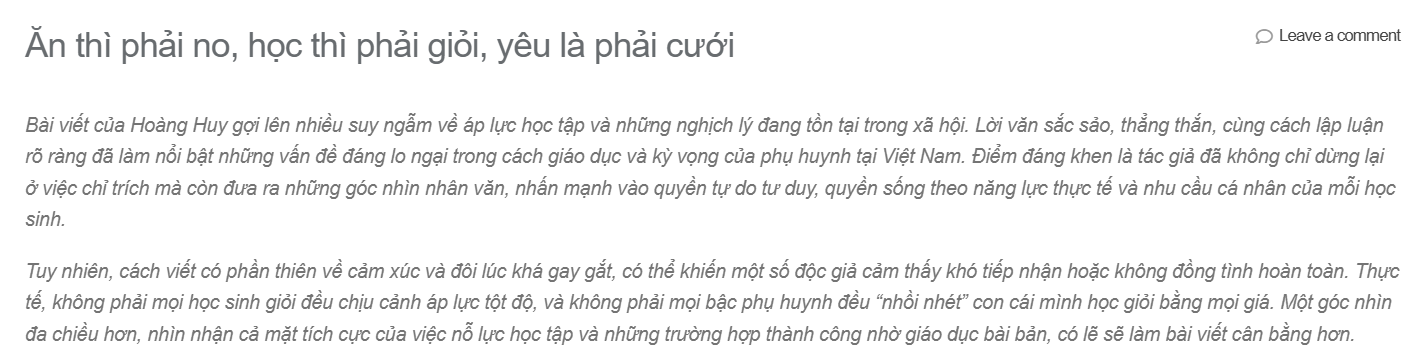 Ăn thì phải no, học thì phải giỏi, yêu là phải cưới
Leave a comment
Bài viết của Hoàng Huy gợi lên nhiều suy ngẫm về áp lực học tập và những nghịch lý đang tồn tại trong xã hội. Lời văn sắc sảo, thẳng thắn, cùng cách lập luận
rõ ràng đã làm nổi bật những vấn đề đáng lo ngại trong cách giáo dục và kỳ vọng của phụ huynh tại Việt Nam. Điểm đáng khen là tác giả đã không chỉ dừng lại
ở việc chỉ trích mà còn đưa ra những góc nhìn nhân văn, nhấn mạnh vào quyền tự do tư duy, quyền sống theo năng lực thực tế và nhu cầu cá nhân của mỗi học
sinh.
Tuy nhiên, cách viết có phần thiên về cảm xúc và đôi lúc khá gay gắt, có thể khiến một số độc giả cảm thấy khó tiếp nhận hoặc không đồng tình hoàn toàn. Thực
tế, không phải mọi học sinh giỏi đều chịu cảnh áp lực tột độ, và không phải mọi bậc phụ huynh đều “nhồi nhét” con cái mình học giỏi bằng mọi giá. Một góc nhìn
đa chiều hơn, nhìn nhận cả mặt tích cực của việc nỗ lực học tập và những trường hợp thành công nhờ giáo dục bài bản, có lẽ sẽ làm bài viết cân bằng hơn.